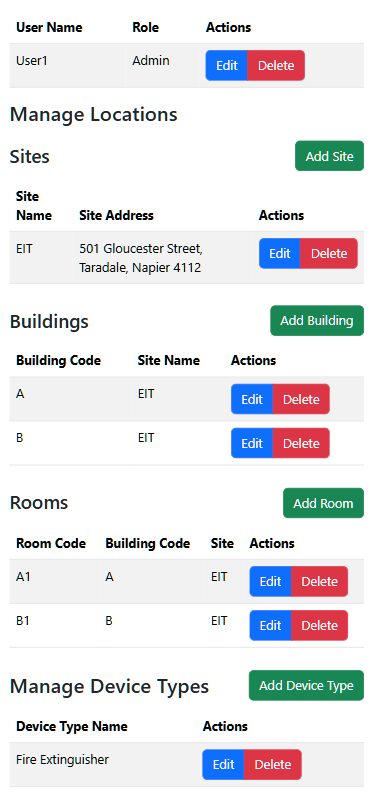 User Name Role Actions
User1 Admin Edit Delete
Manage Locations
Sites Add Site
Site
Name Site Address Actions
EIT 501 Gloucester Street, Edit Delete
Taradale, Napier 4112
Buildings Add Building
Building Code Site Name Actions
A EIT Edit Delete
B EIT Edit Delete
Rooms Add Room
Room Code Building Code Site Actions
A1 A EIT Edit Delete
B1 B EIT Edit Delete
Manage Device Types Add Device Type
Device Type Name Actions
Fire Extinguisher Edit Delete